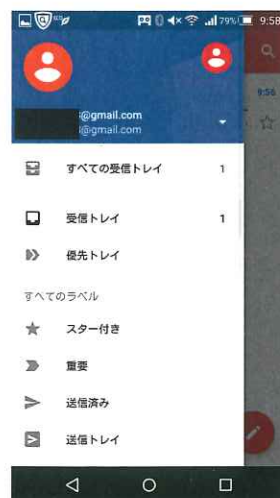 79% 9:58
@gmail.com
@gmail.com
9:56
すべての受信トレイ 1
受信トレイ 1
優先トレイ
すべてのラベル
スター付き
重要
送信済み
送信トレイ